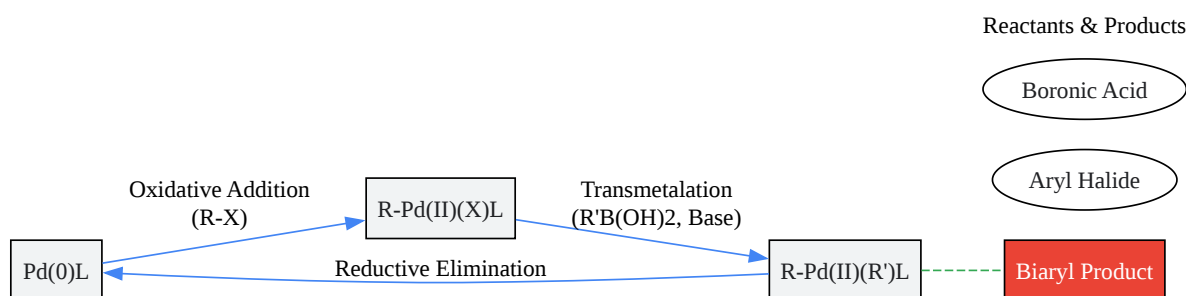 Reactants & Products
Boronic Acid
Aryl Halide
Oxidative Addition
(R-X)
R-Pd(II)(X)L
Transmetalation
(R'B(OH)2, Base)
Pd(0)L
Reductive Elimination
R-Pd(II)(R')L
Biaryl Product